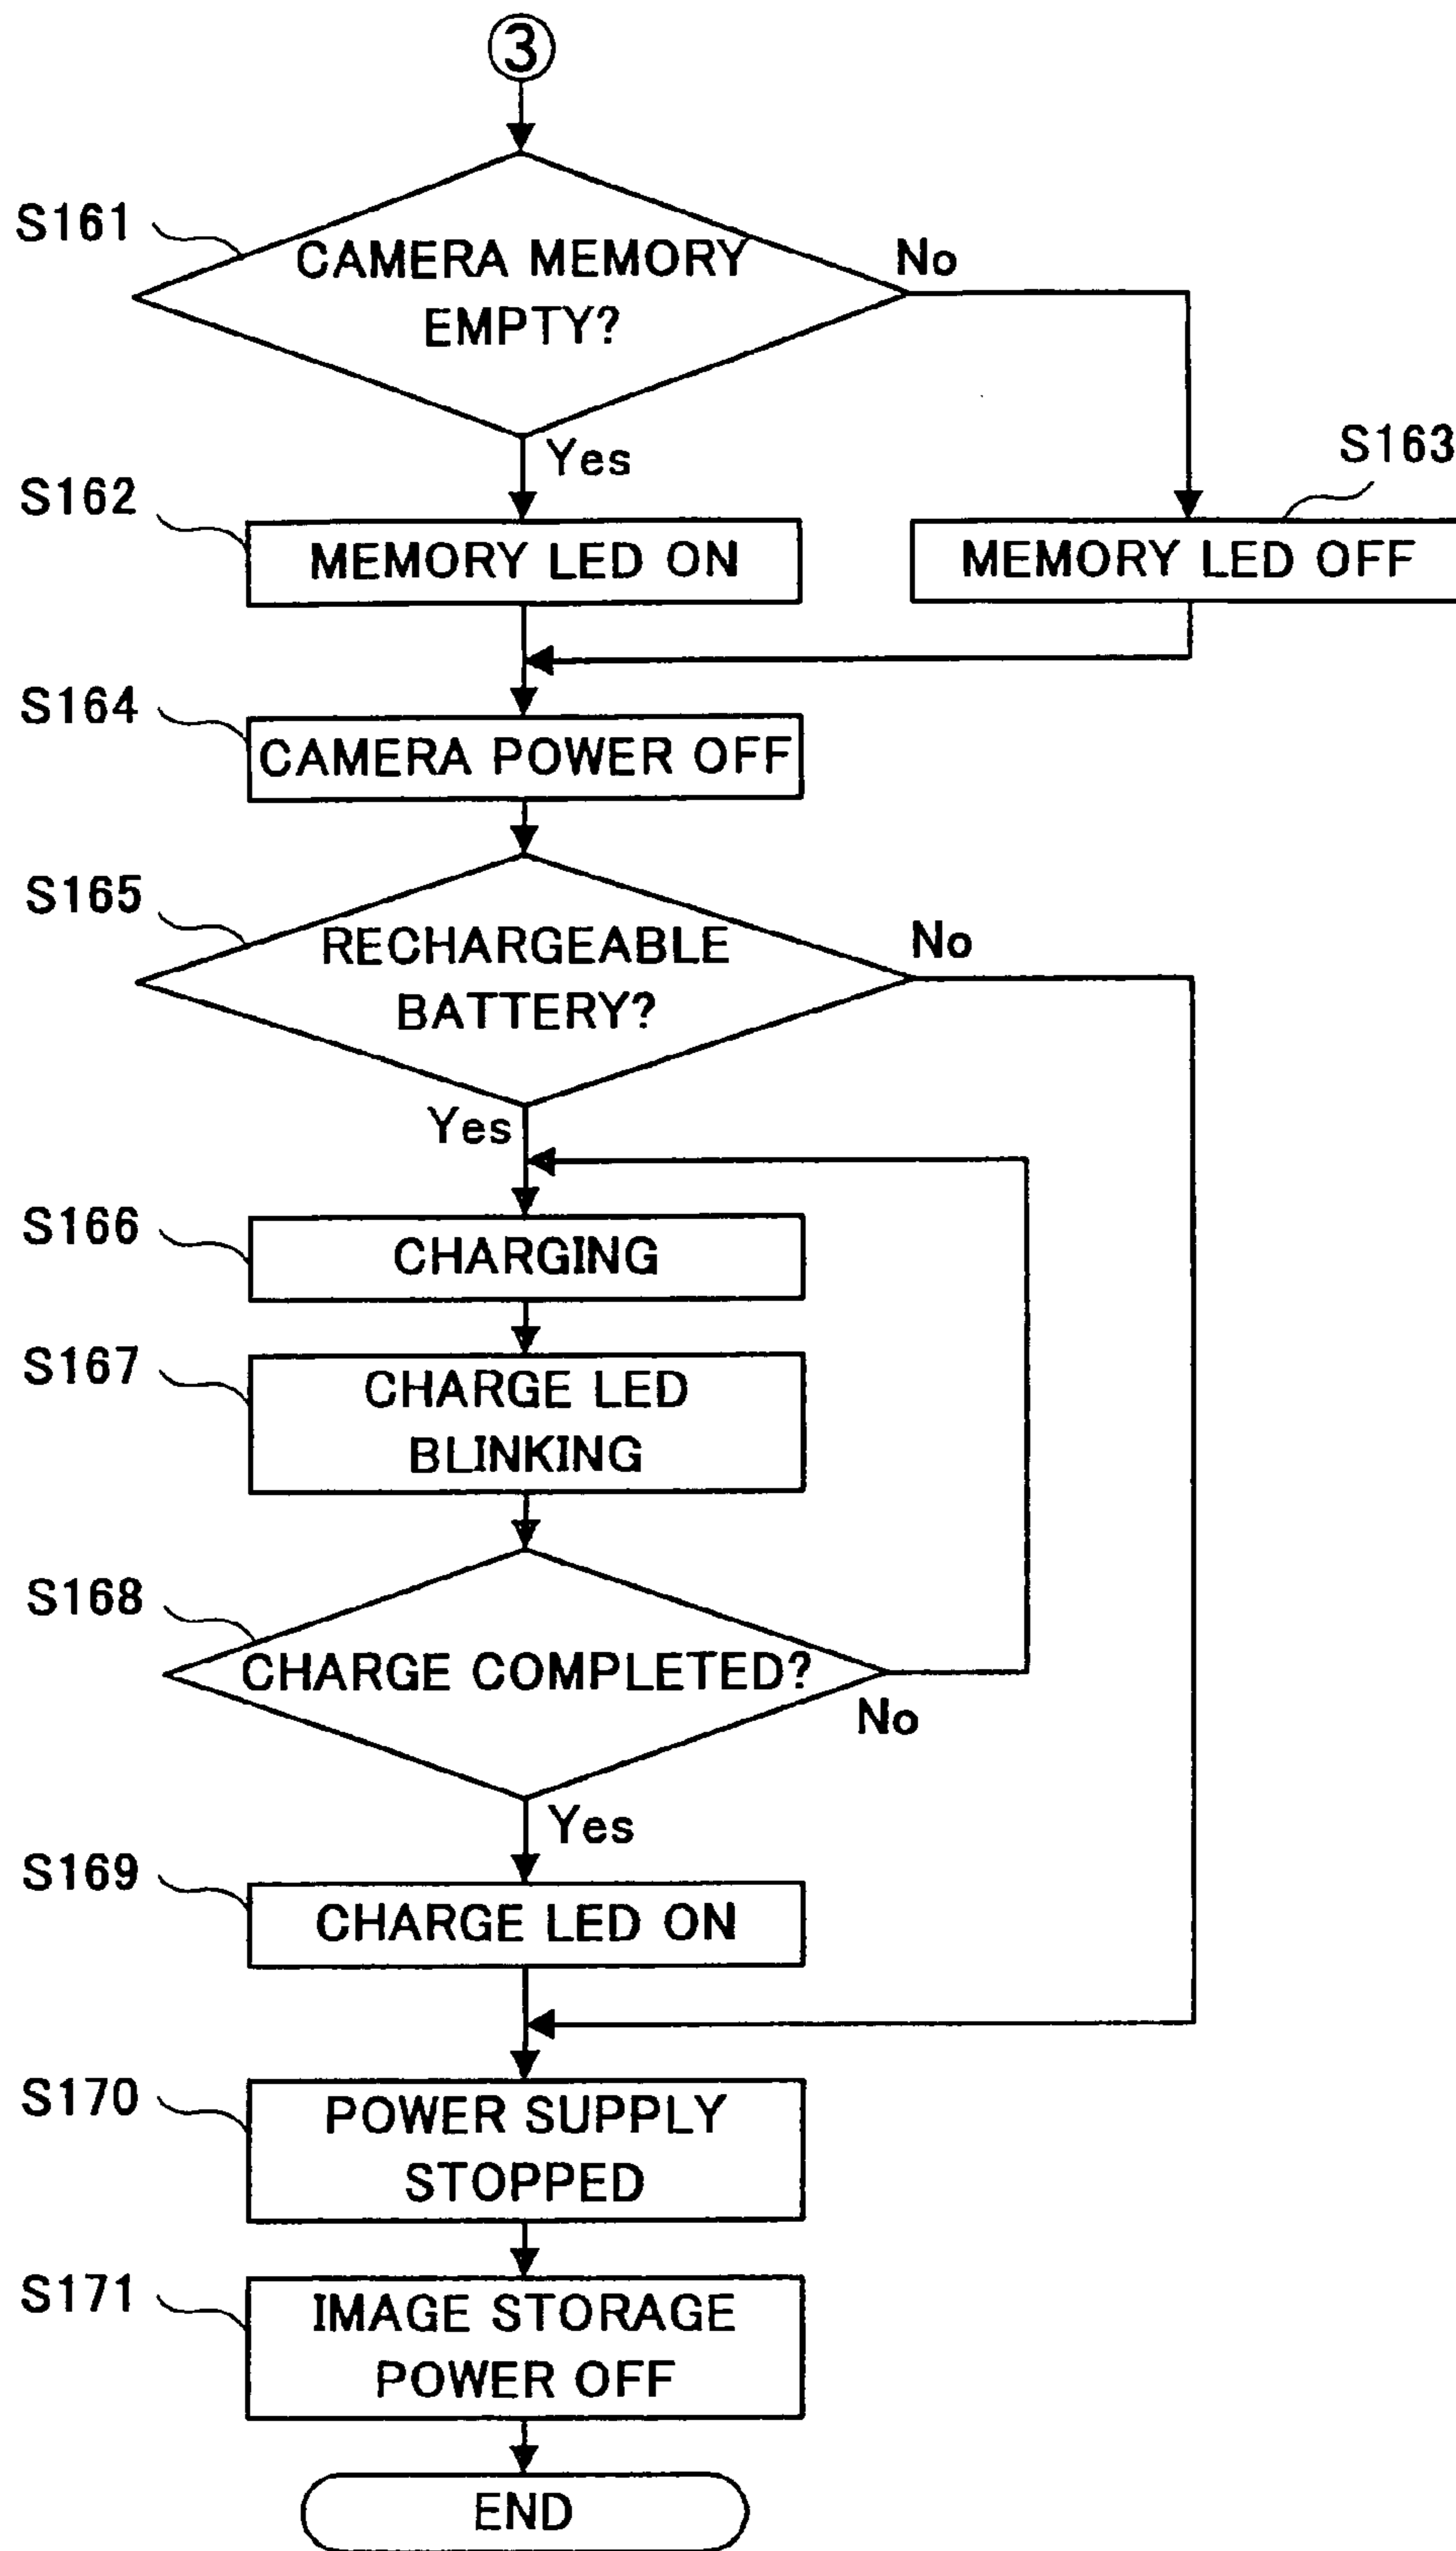 3
S161
CAMERA MEMORY
EMPTY?
No
Yes
S162
MEMORY LED ON
S163
MEMORY LED OFF
S164
CAMERA POWER OFF
S165
RECHARGEABLE
BATTERY?
No
Yes
S166
CHARGING
S167
CHARGE LED
BLINKING
S168
CHARGE COMPLETED?
No
Yes
S169
CHARGE LED ON
S170
POWER SUPPLY
STOPPED
S171
IMAGE STORAGE
POWER OFF
END